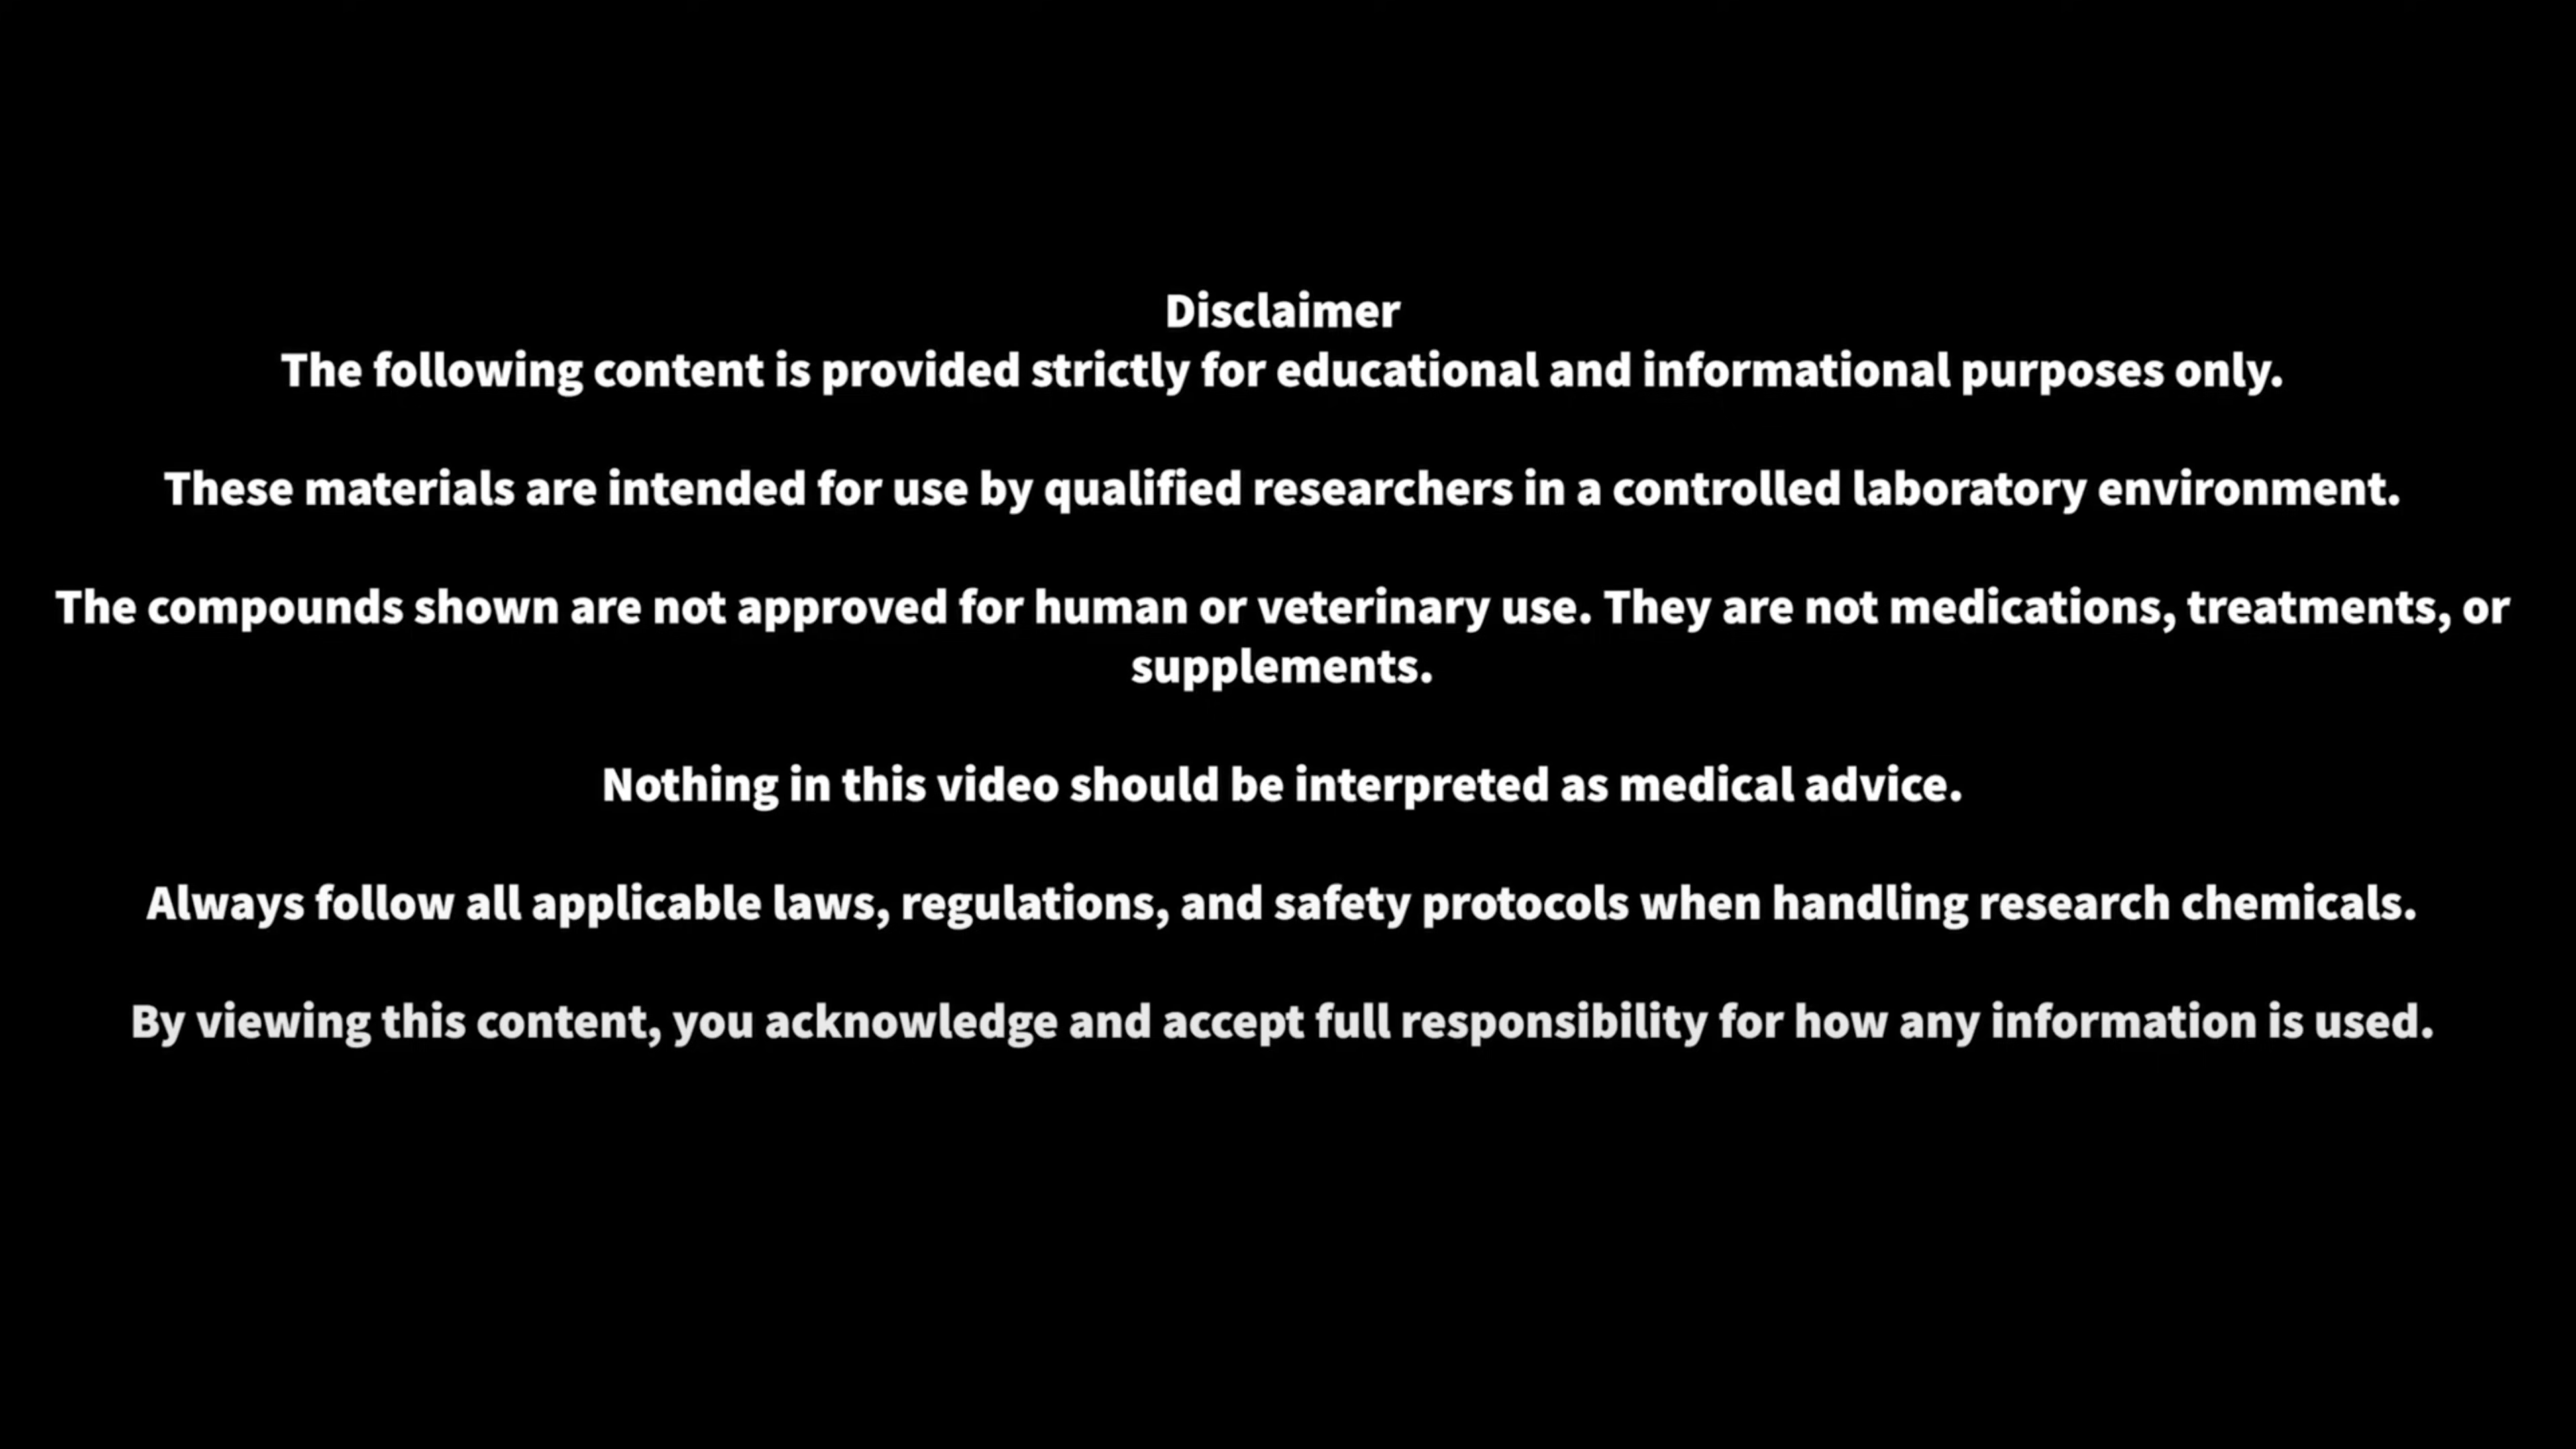 Disclaimer
The following content is provided strictly for educational and informational purposes only.
These materials are intended for use by qualified researchers in a controlled laboratory environment.
The compounds shown are not approved for human or veterinary use. They are not medications, treatments, or
supplements.
Nothing in this video should be interpreted as medical advice.
Always follow all applicable laws, regulations, and safety protocols when handling research chemicals.
By viewing this content, you acknowledge and accept full responsibility for how any information is used.